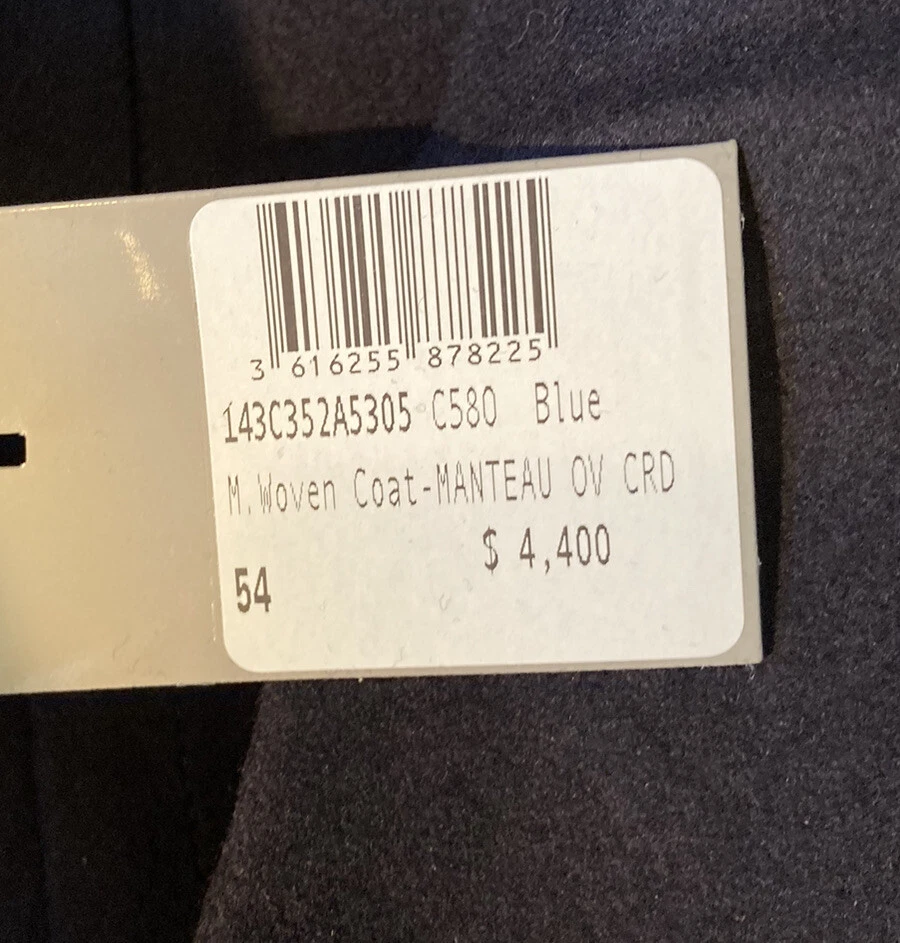 3 616255 878225
143C352A5305 C580 Blue
M.Woven Coat-MANTEAU OV CRD
$ 4,400
54